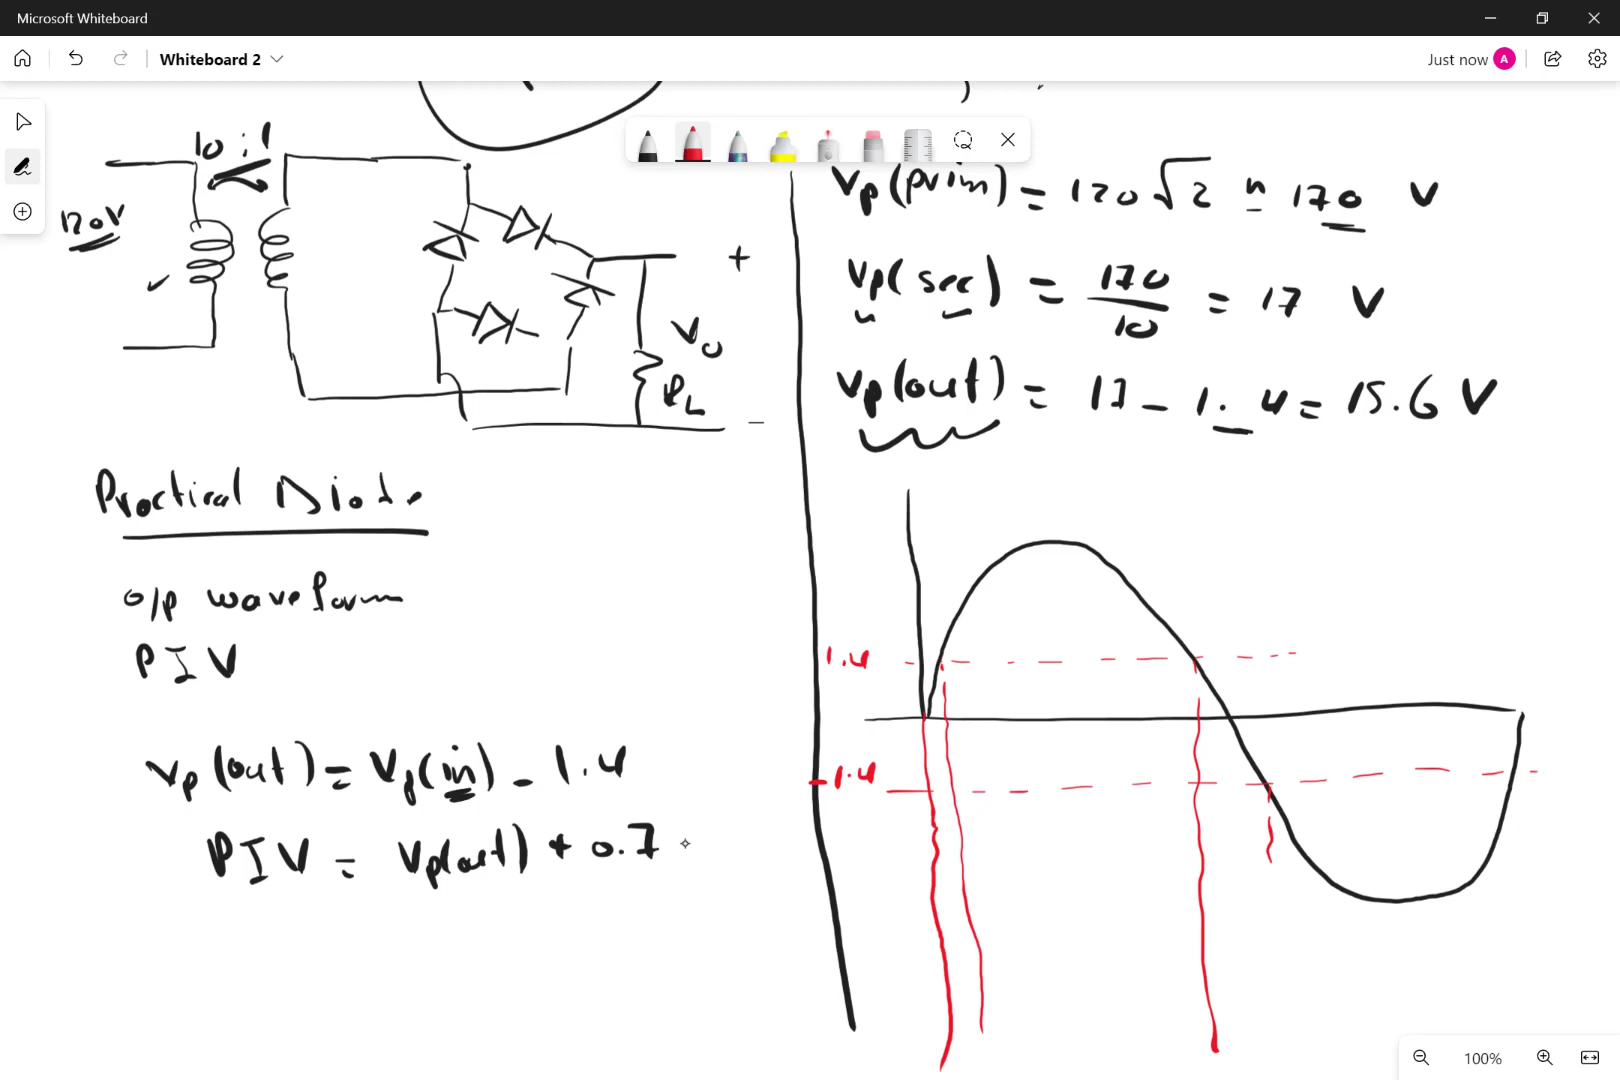 Microsoft Whiteboard
Whiteboard 2
Just now A
10:1
120V
+
Vo
RL
−
Practical Diode
o/p waveform
PIV
Vp(out) = Vp(in) - 1.4
PIV = Vp(out) + 0.7
Vp(prim) = 120√2 ≈ 170 V
Vp(sec) = 170/10 = 17 V
Vp(out) = 17 - 1.4 = 15.6 V
1.4
-1.4
100%